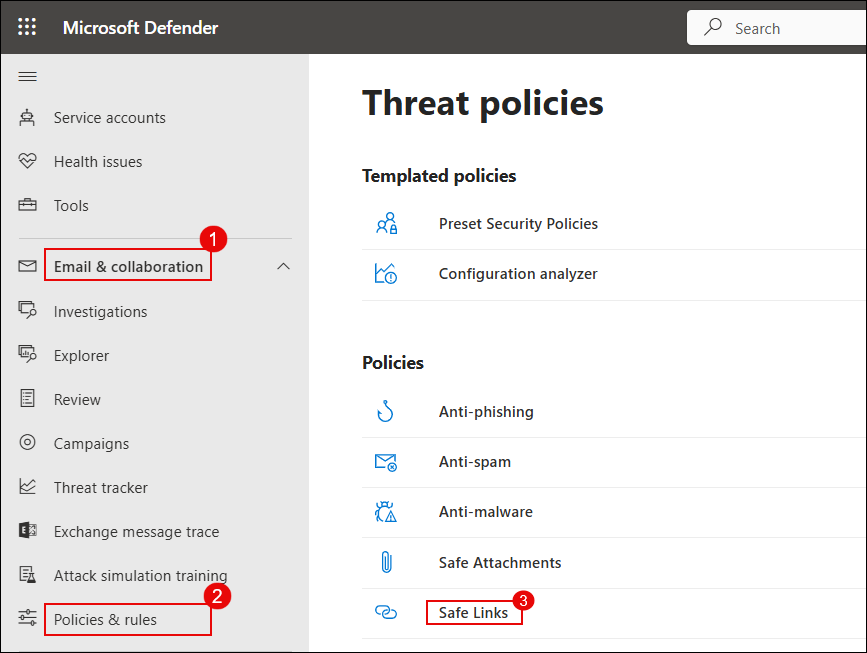 Microsoft Defender
Search
Service accounts
Health issues
Tools
1
Email & collaboration
Investigations
Explorer
Review
Campaigns
Threat tracker
Exchange message trace
Attack simulation training
2
Policies & rules
Threat policies
Templated policies
Preset Security Policies
Configuration analyzer
Policies
Anti-phishing
Anti-spam
Anti-malware
Safe Attachments
3
Safe Links